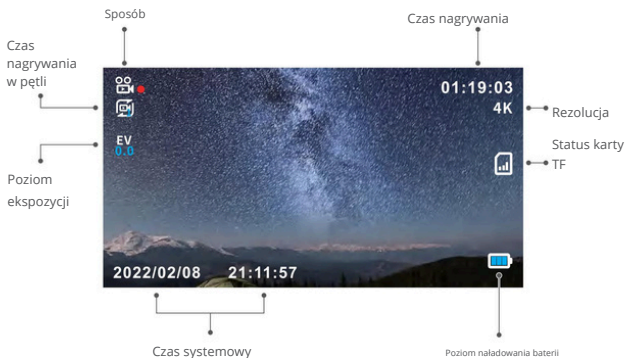 Sposób
Czas nagrywania
Czas
nagrywania
w pętli
01:19:03
4K
Rezolucja
EV
0.0
Status karty
TF
Poziom
ekspozycji
2022/02/08 21:11:57
Czas systemowy
Poziom naładowania baterii